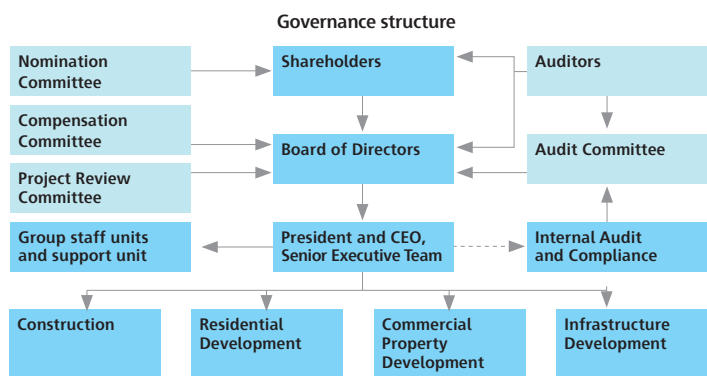 Governance structure
Nomination
Committee
Shareholders
Auditors
Compensation
Committee
Board of Directors
Audit Committee
Project Review
Committee
Group staff units
and support unit
President and CEO,
Senior Executive Team
Internal Audit
and Compliance
Construction
Residential
Development
Commercial
Property
Development
Infrastructure
Development